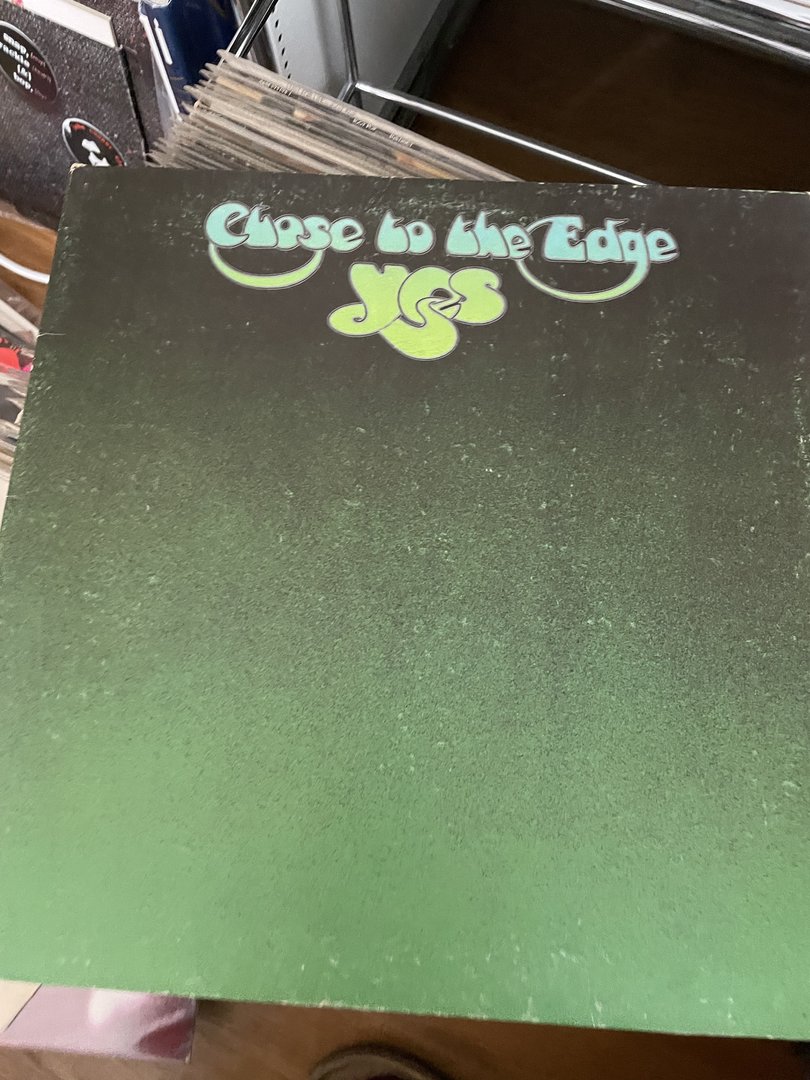 Close to the Edge
yes